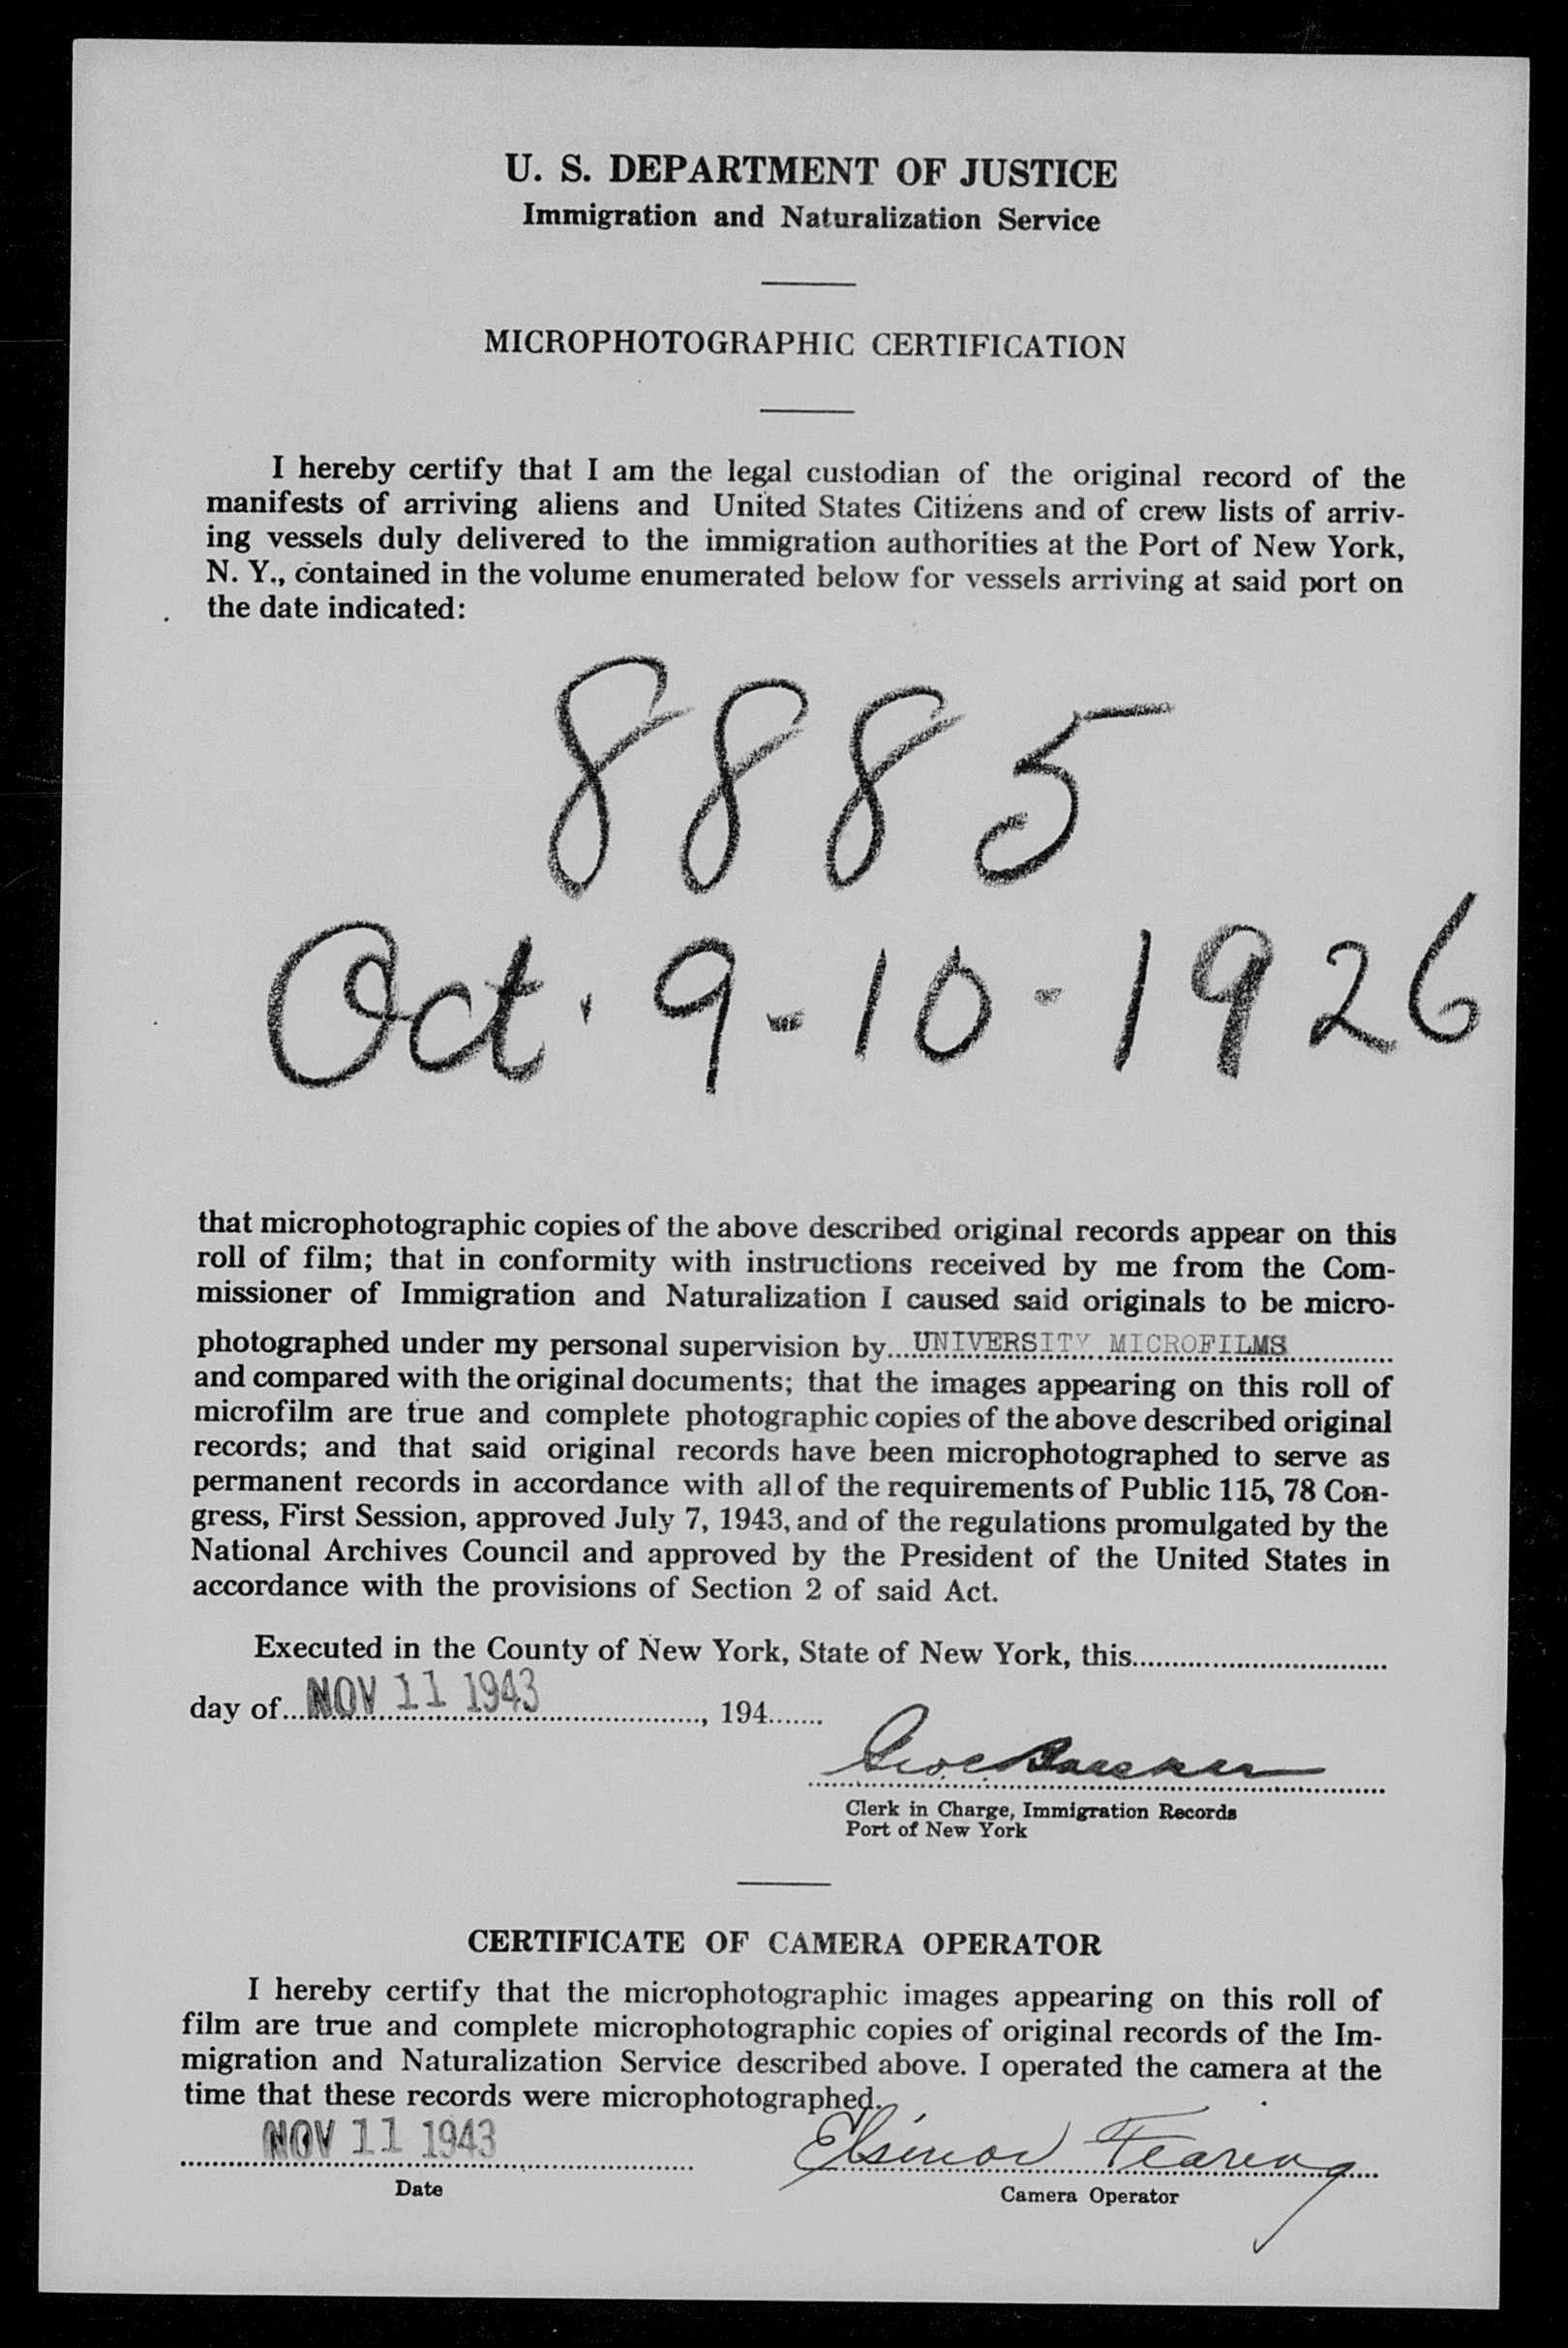 U. S. DEPARTMENT OF JUSTICE
Immigration and Naturalization Service
MICROPHOTOGRAPHIC CERTIFICATION
I hereby certify that I am the legal custodian of the original record of the
manifests of arriving aliens and United States Citizens and of crew lists of arriv-
ing vessels duly delivered to the immigration authorities at the Port of New York,
N. Y., contained in the volume enumerated below for vessels arriving at said port on
the date indicated:
8885
Oct. 9-10-1926
that microphotographic copies of the above described original records appear on this
roll of film; that in conformity with instructions received by me from the Com-
missioner of Immigration and Naturalization I caused said originals to be micro-
photographed under my personal supervision by...UNIVERSITY MICROFILMS
and compared with the original documents; that the images appearing on this roll of
microfilm are true and complete photographic copies of the above described original
records; and that said original records have been microphotographed to serve as
permanent records in accordance with all of the requirements of Public 115, 78 Con-
gress, First Session, approved July 7, 1943, and of the regulations promulgated by the
National Archives Council and approved by the President of the United States in
accordance with the provisions of Section 2 of said Act.
Executed in the County of New York, State of New York, this
day of NOV 11 1943, 194
Clerk in Charge, Immigration Records
Port of New York
CERTIFICATE OF CAMERA OPERATOR
I hereby certify that the microphotographic images appearing on this roll of
film are true and complete microphotographic copies of original records of the Im-
migration and Naturalization Service described above. I operated the camera at the
time that these records were microphotographed.
NOV 11 1943
Date
Fearing
Camera Operator